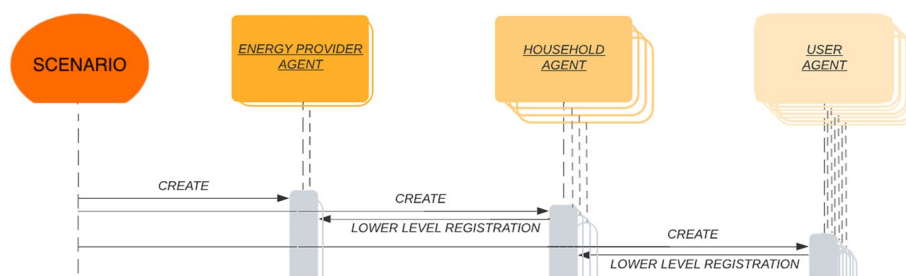 SCENARIO
ENERGY PROVIDER
AGENT
HOUSEHOLD
AGENT
USER
AGENT
CREATE
CREATE
LOWER LEVEL REGISTRATION
CREATE
LOWER LEVEL REGISTRATION